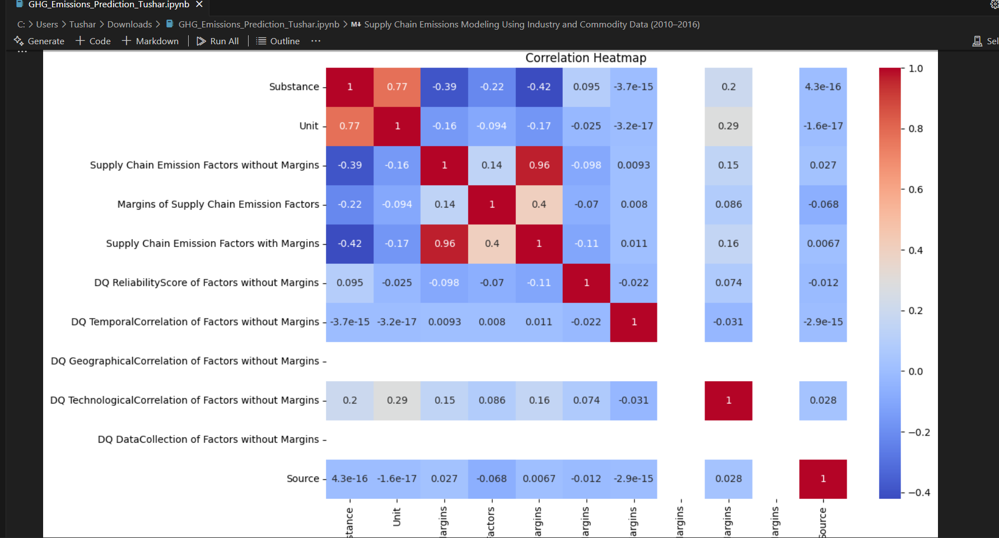 GHG_Emissions_Prediction_Tushar.ipynb
C: > Users > Tushar > Downloads > GHG_Emissions_Prediction_Tushar.ipynb > M↓ Supply Chain Emissions Modeling Using Industry and Commodity Data (2010–2016)
Generate + Code + Markdown | Run All | Outline ...
Sel
Correlation Heatmap
Substance 1 0.77 -0.39 -0.22 -0.42 0.095 -3.7e-15 0.2 4.3e-16
Unit 0.77 1 -0.16 -0.094 -0.17 -0.025 -3.2e-17 0.29 -1.6e-17
Supply Chain Emission Factors without Margins -0.39 -0.16 1 0.14 0.96 -0.098 0.0093 0.15 0.027
Margins of Supply Chain Emission Factors -0.22 -0.094 0.14 1 0.4 -0.07 0.008 0.086 -0.068
Supply Chain Emission Factors with Margins -0.42 -0.17 0.96 0.4 1 -0.11 0.011 0.16 0.0067
DQ ReliabilityScore of Factors without Margins 0.095 -0.025 -0.098 -0.07 -0.11 1 -0.022 0.074 -0.012
DQ TemporalCorrelation of Factors without Margins -3.7e-15 -3.2e-17 0.0093 0.008 0.011 -0.022 1 -0.031 -2.9e-15
DQ GeographicalCorrelation of Factors without Margins
DQ TechnologicalCorrelation of Factors without Margins 0.2 0.29 0.15 0.086 0.16 0.074 -0.031 1 0.028
DQ DataCollection of Factors without Margins
Source 4.3e-16 -1.6e-17 0.027 -0.068 0.0067 -0.012 -2.9e-15 0.028 1
1.0
0.8
0.6
0.4
0.2
0.0
−0.2
−0.4
stance
Unit
argins
actors
argins
argins
argins
argins
argins
argins
Source